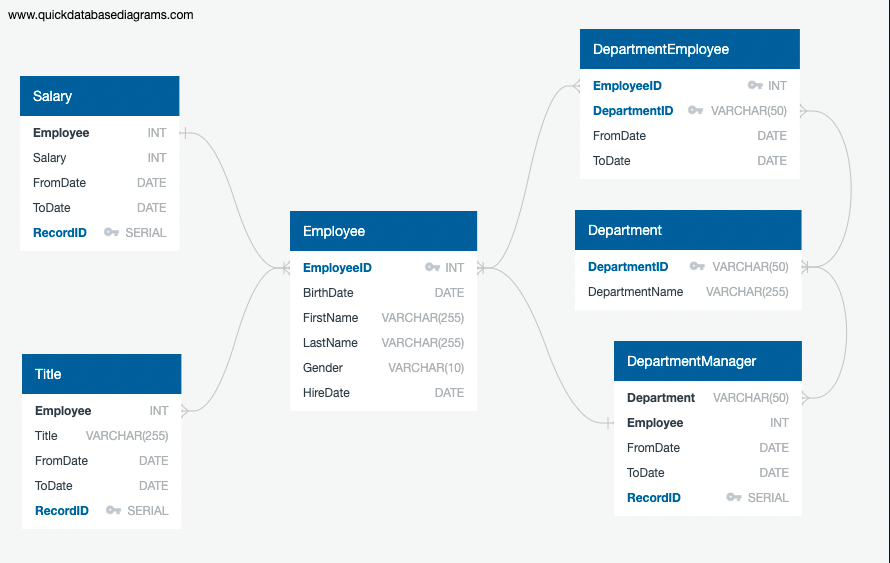 www.quickdatabasediagrams.com
Salary
Employee INT
Salary INT
FromDate DATE
ToDate DATE
RecordID SERIAL
Title
Employee INT
Title VARCHAR(255)
FromDate DATE
ToDate DATE
RecordID SERIAL
Employee
EmployeeID INT
BirthDate DATE
FirstName VARCHAR(255)
LastName VARCHAR(255)
Gender VARCHAR(10)
HireDate DATE
DepartmentEmployee
EmployeeID INT
DepartmentID VARCHAR(50)
FromDate DATE
ToDate DATE
Department
DepartmentID VARCHAR(50)
DepartmentName VARCHAR(255)
DepartmentManager
Department VARCHAR(50)
Employee INT
FromDate DATE
ToDate DATE
RecordID SERIAL